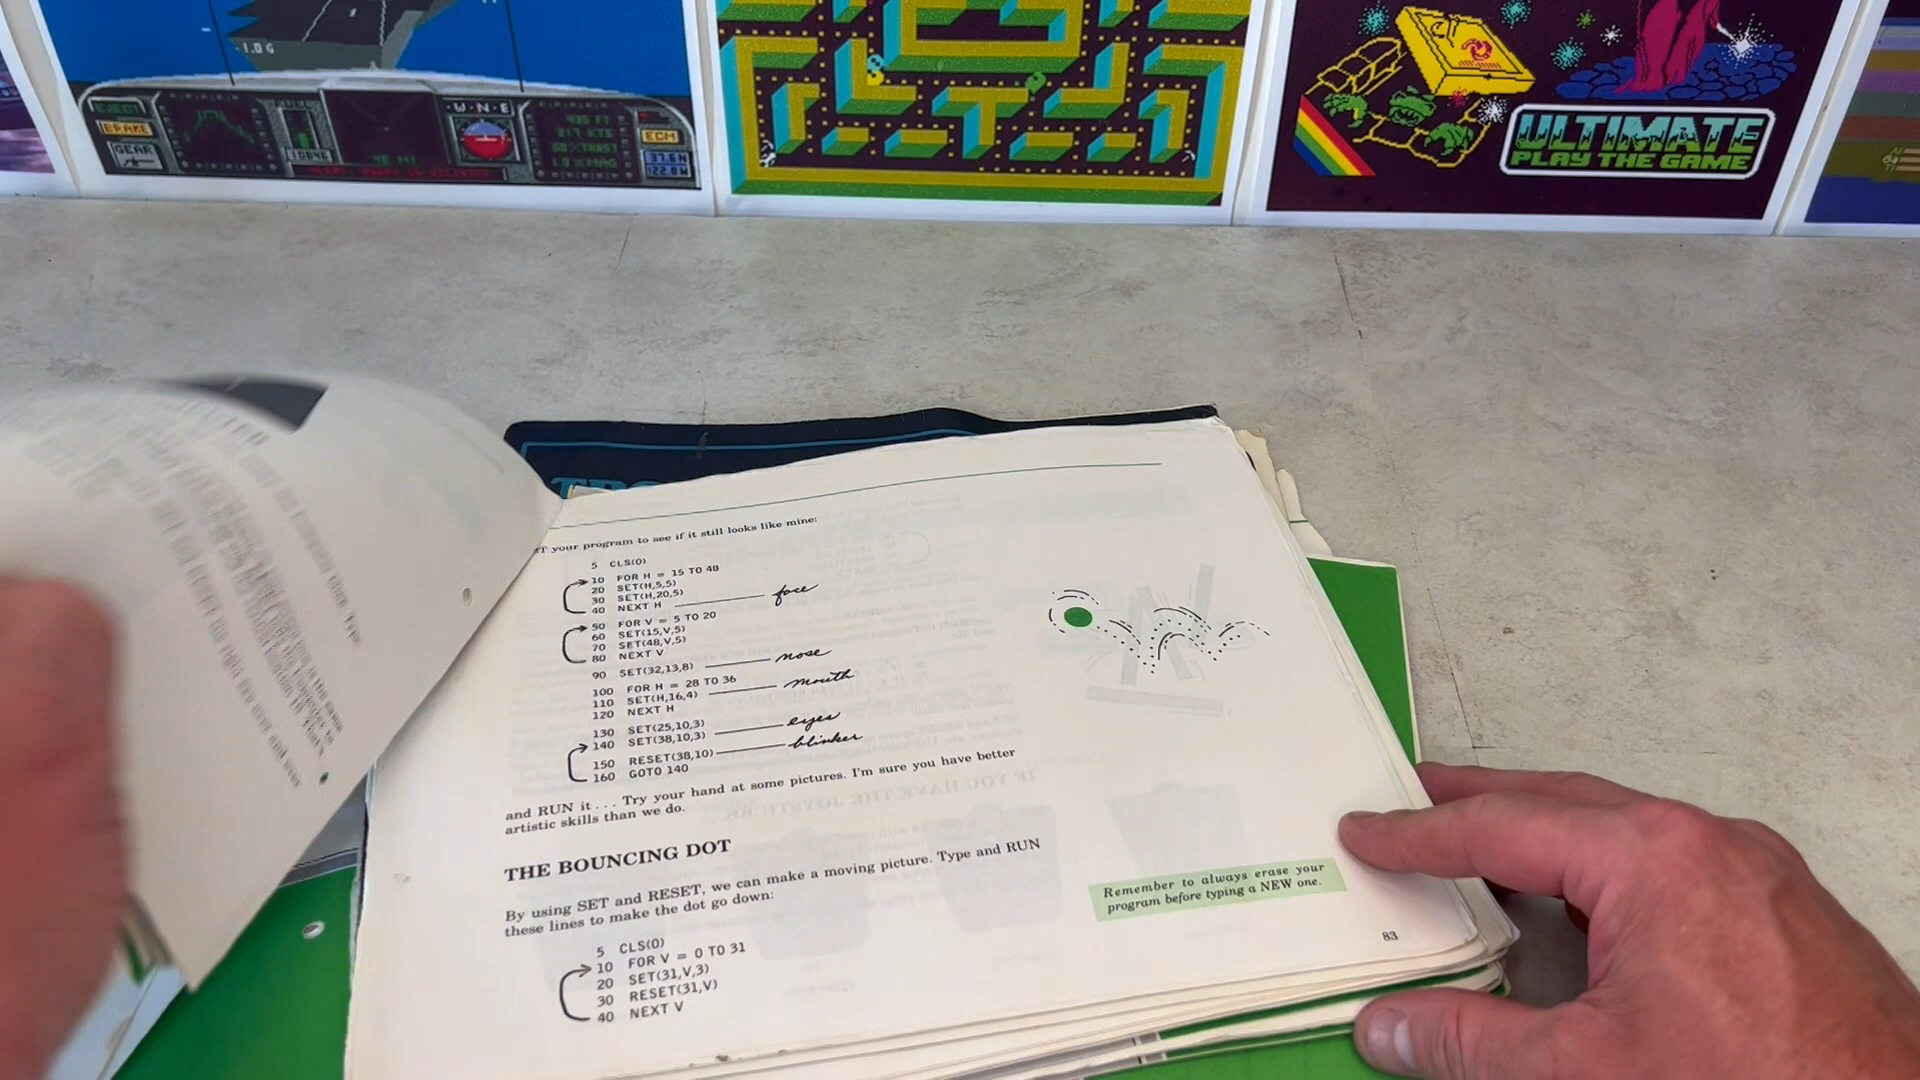 - 1.0 G
EJECT
BRAKE
GEAR
W N E
ECM
ULTIMATE
PLAY THE GAME
your program to see if it still looks like mine:
5 CLS(0)
10 FOR H = 15 TO 48
20 SET(H,5,5)
30 SET(H,20,5)
40 NEXT H face
50 FOR V = 5 TO 20
60 SET(15,V,5)
70 SET(48,V,5)
80 NEXT V
90 SET(32,13,8) nose
100 FOR H = 28 TO 36
110 SET(H,16,4) mouth
120 NEXT H
130 SET(25,10,3) eyes
140 SET(38,10,3)
150 RESET(38,10) blinker
160 GOTO 140
and RUN it . . . Try your hand at some pictures. I'm sure you have better
artistic skills than we do.
THE BOUNCING DOT
By using SET and RESET, we can make a moving picture. Type and RUN
these lines to make the dot go down:
5 CLS(0)
10 FOR V = 0 TO 31
20 SET(31,V,3)
30 RESET(31,V)
40 NEXT V
Remember to always erase your
program before typing a NEW one.
83